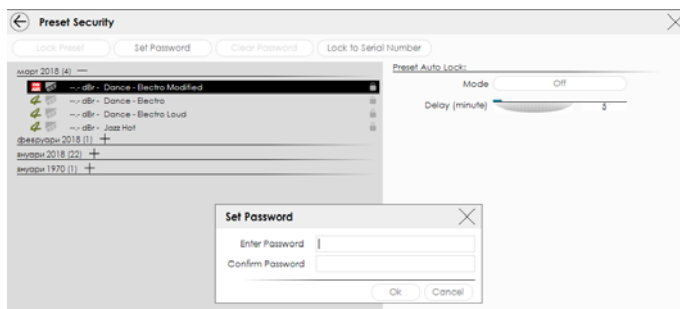 Preset Security
Lock Preset Set Password Clear Password Lock to Serial Number
март 2018 (4)
--.- dBr - Dance - Electro Modified
--.- dBr - Dance - Electro
--.- dBr - Dance - Electro Loud
--.- dBr - Jazz Hot
февруари 2018 (1)
януари 2018 (22)
януари 1970 (1)
Preset Auto Lock:
Mode Off
Delay (minute) 5
Set Password
Enter Password
Confirm Password
Ok Cancel